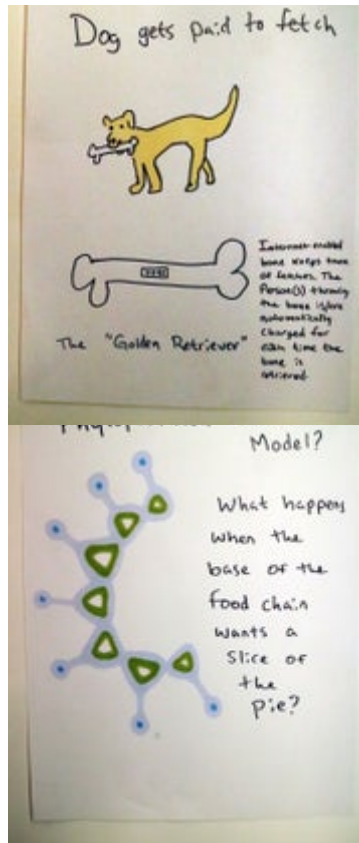 Dog gets paid to fetch
Internet-enabled
bone keeps track
of fetches. The
Person(s) throwing
the bone is/are
automatically
charged for
each time the
bone is
retrieved
The "Golden Retriever"
Model?
What happens
when the
base of the
food chain
wants a
slice of
the
pie?